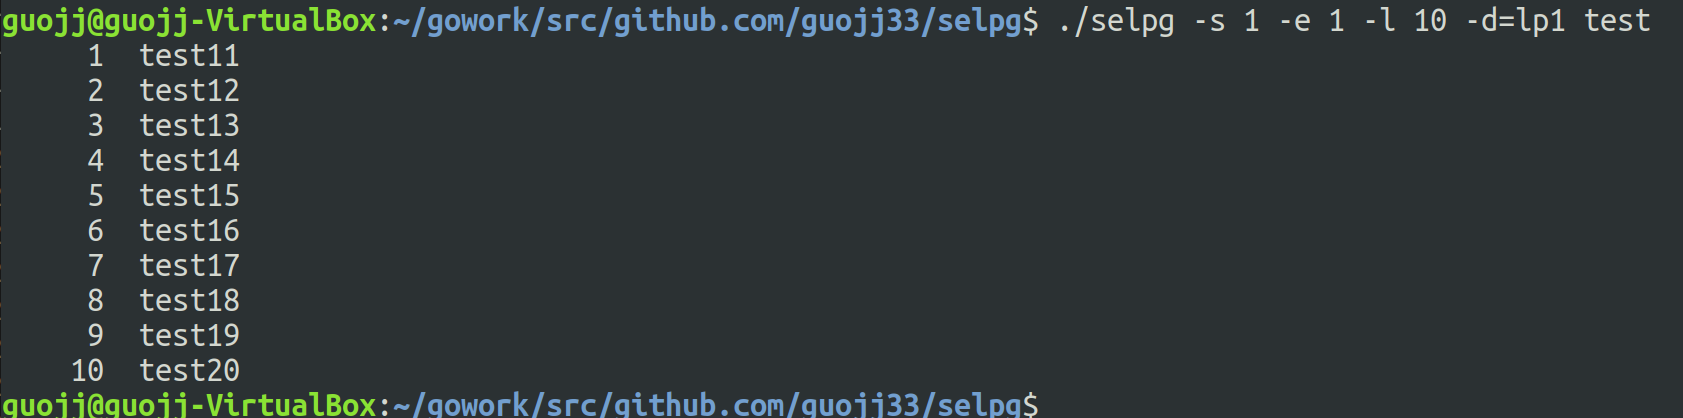 guojj@guojj-VirtualBox:~/gowork/src/github.com/guojj33/selpg$ ./selpg -s 1 -e 1 -l 10 -d=lp1 test
     1  test11
     2  test12
     3  test13
     4  test14
     5  test15
     6  test16
     7  test17
     8  test18
     9  test19
    10  test20
guojj@guojj-VirtualBox:~/gowork/src/github.com/guojj33/selpg$